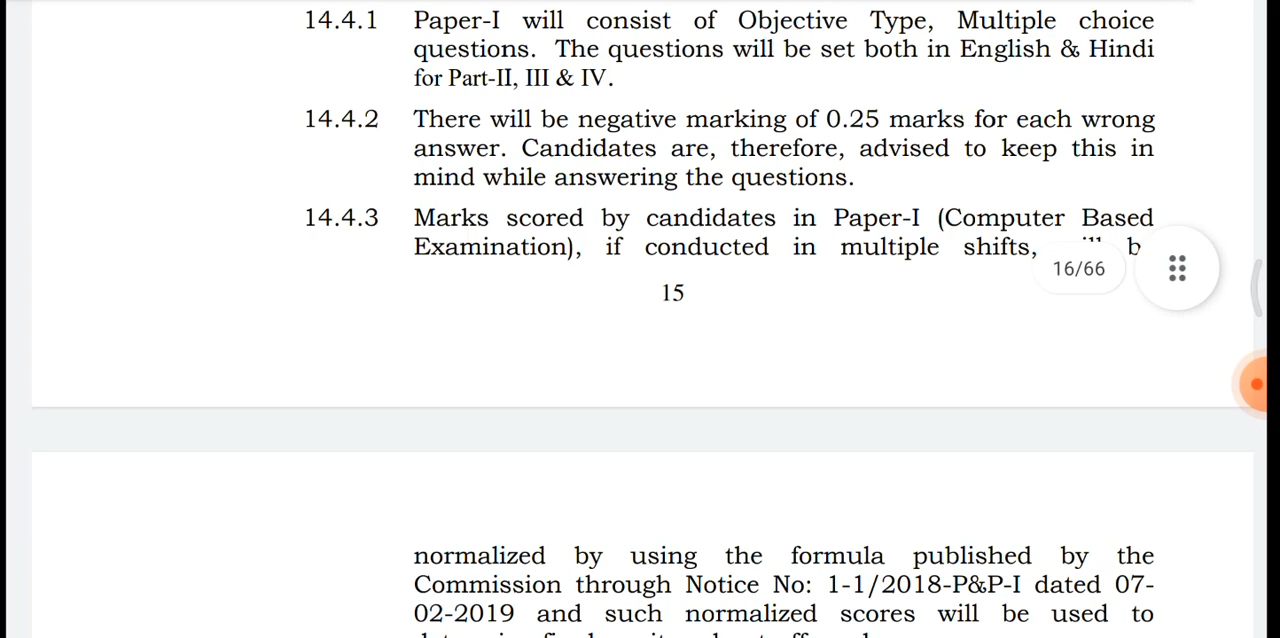 14.4.1 Paper-I will consist of Objective Type, Multiple choice
questions. The questions will be set both in English & Hindi
for Part-II, III & IV.
14.4.2 There will be negative marking of 0.25 marks for each wrong
answer. Candidates are, therefore, advised to keep this in
mind while answering the questions.
14.4.3 Marks scored by candidates in Paper-I (Computer Based
Examination), if conducted in multiple shifts,
16/66
15
normalized by using the formula published by the
Commission through Notice No: 1-1/2018-P&P-I dated 07-
02-2019 and such normalized scores will be used to